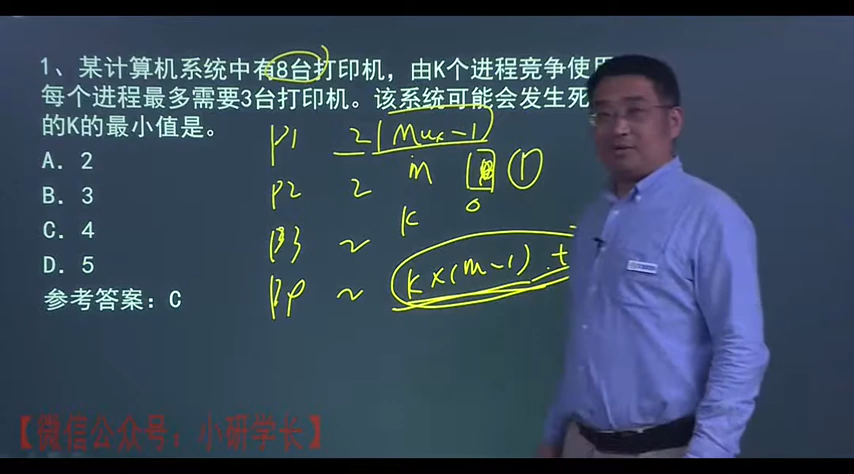 1、某计算机系统中有8台打印机，由K个进程竞争使用
每个进程最多需要3台打印机。该系统可能会发生死
的K的最小值是。
A. 2
B. 3
C. 4
D. 5
参考答案：C
P1 2 (Max-1)
P2 2 m 1
0
P3 2 K
2 K×(m-1) . t
【微信公众号：小研学长】